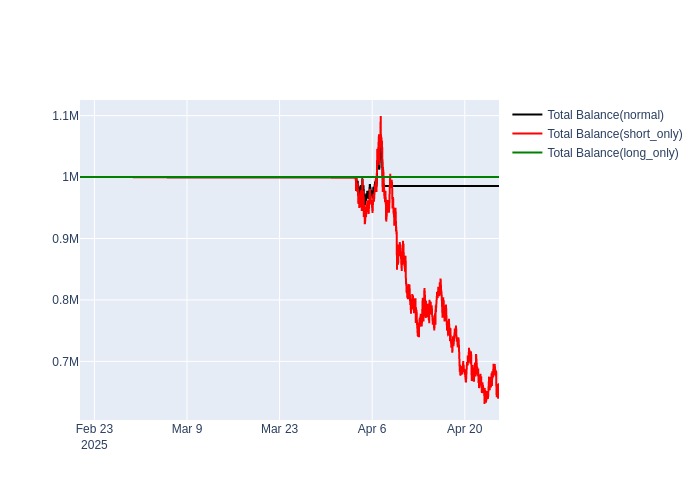 1.1M
1M
0.9M
0.8M
0.7M
Feb 23
2025
Mar 9
Mar 23
Apr 6
Apr 20
Total Balance(normal)
Total Balance(short_only)
Total Balance(long_only)